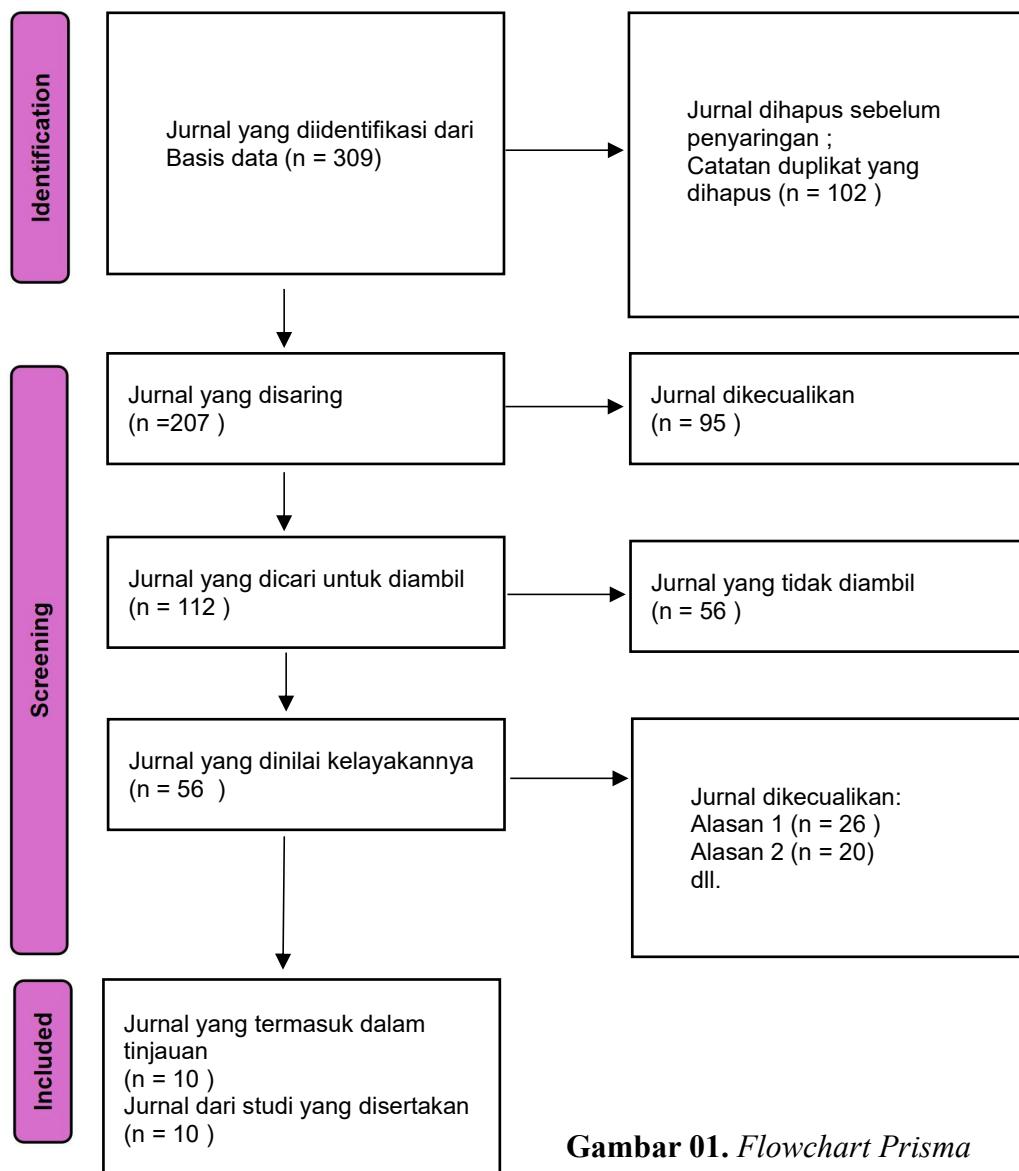 Identification
Jurnal yang diidentifikasi dari
Basis data (n = 309)
Jurnal dihapus sebelum
penyaringan ;
Catatan duplikat yang
dihapus (n = 102 )
Screening
Jurnal yang disaring
(n =207 )
Jurnal dikecualikan
(n = 95 )
Jurnal yang dicari untuk diambil
(n = 112 )
Jurnal yang tidak diambil
(n = 56 )
Jurnal yang dinilai kelayakannya
(n = 56  )
Jurnal dikecualikan:
Alasan 1 (n = 26 )
Alasan 2 (n = 20)
dll.
Included
Jurnal yang termasuk dalam
tinjauan
(n = 10 )
Jurnal dari studi yang disertakan
(n = 10 )
Gambar 01. Flowchart Prisma